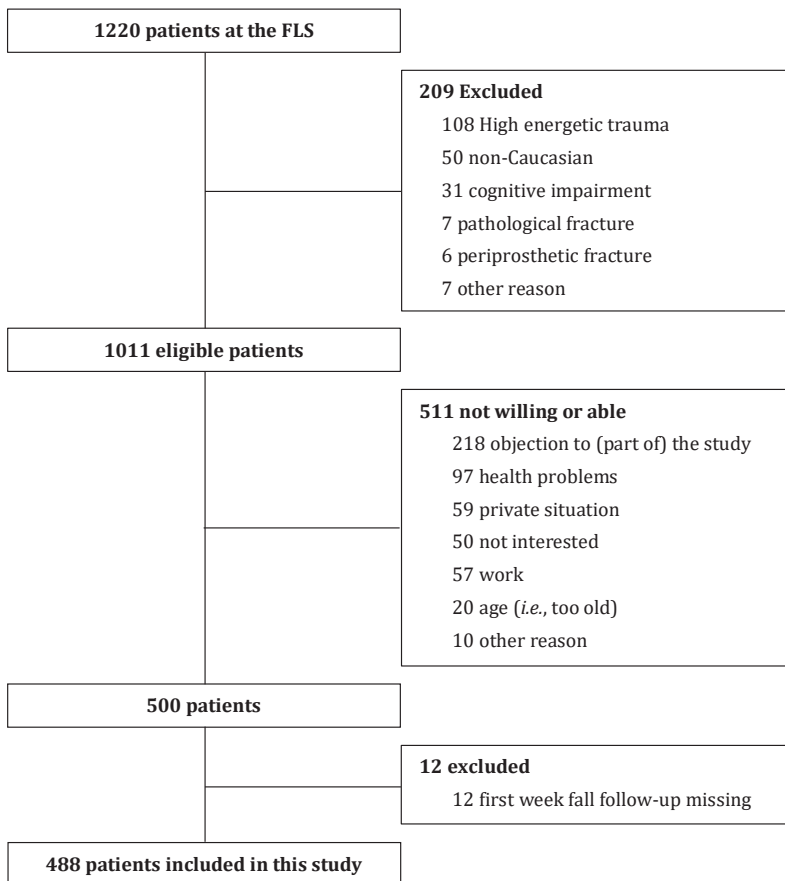 1220 patients at the FLS
209 Excluded
108 High energetic trauma
50 non-Caucasian
31 cognitive impairment
7 pathological fracture
6 periprosthetic fracture
7 other reason
1011 eligible patients
511 not willing or able
218 objection to (part of) the study
97 health problems
59 private situation
50 not interested
57 work
20 age (i.e., too old)
10 other reason
500 patients
12 excluded
12 first week fall follow-up missing
488 patients included in this study